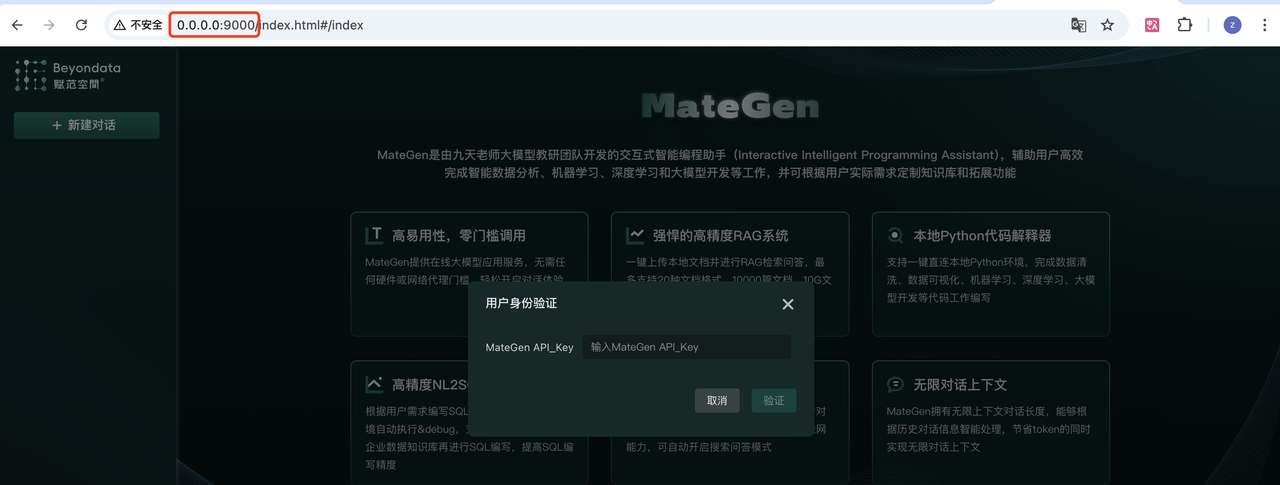 不安全
0.0.0.0:9000/index.html#/index
Z
Beyondata
赋范空間
+ 新建对话
MateGen
MateGen是由九天老师大模型教研团队开发的交互式智能编程助手（Interactive Intelligent Programming Assistant），辅助用户高效
完成智能数据分析、机器学习、深度学习和大模型开发等工作，并可根据用户实际需求定制知识库和拓展功能
高易用性，零门槛调用
MateGen提供在线大模型应用服务，无需任
何硬件或网络代理门槛，轻松开启对话体验
强悍的高精度RAG系统
一键上传本地文档并进行RAG检索问答，最
多支持20种文档格式、10000篇文档、10G文
本地Python代码解释器
支持一键直连本地Python环境，完成数据清
洗、数据可视化、机器学习、深度学习、大模
型开发等代码工作编写
用户身份验证
MateGen API_Key
输入MateGen API_Key
取消
验证
高精度NL2S
根据用户需求编写SQL
境自动执行&debug，
企业数据知识库再进行SQL编写，提高SQL编
写精度
对
网
能力，可自动开启搜索问答模式
无限对话上下文
MateGen拥有无限上下文对话长度，能够根
据历史对话信息智能处理，节省token的同时
实现无限对话上下文